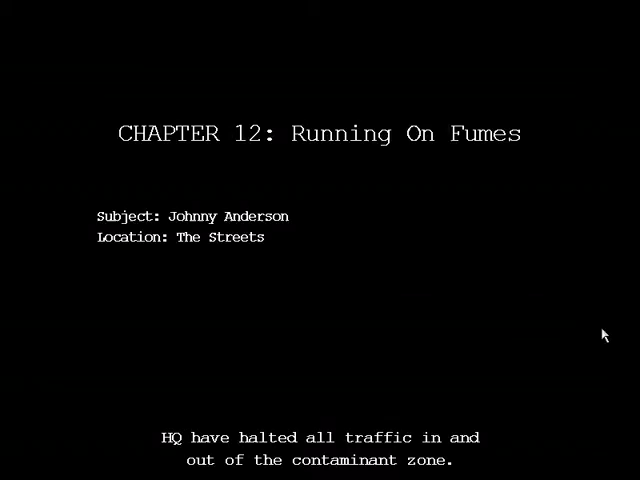 CHAPTER 12: Running On Fumes
Subject: Johnny Anderson
Location: The Streets
HQ have halted all traffic in and
out of the contaminant zone.